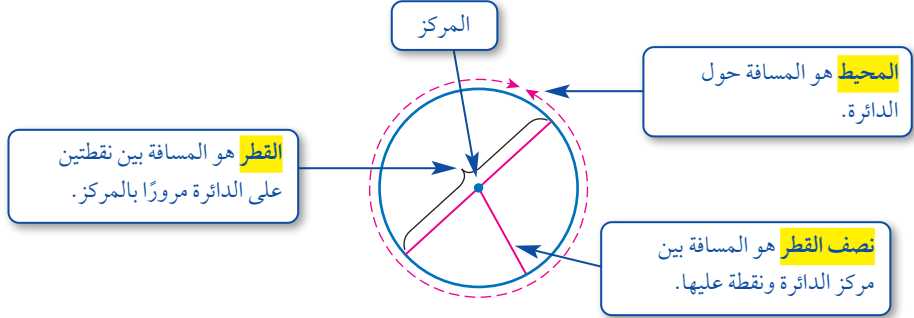 المركز
المحيط هو المسافة حول
الدائرة.
القطر هو المسافة بين نقطتين
على الدائرة مرورًا بالمركز.
نصف القطر هو المسافة بين
مركز الدائرة ونقطة عليها.